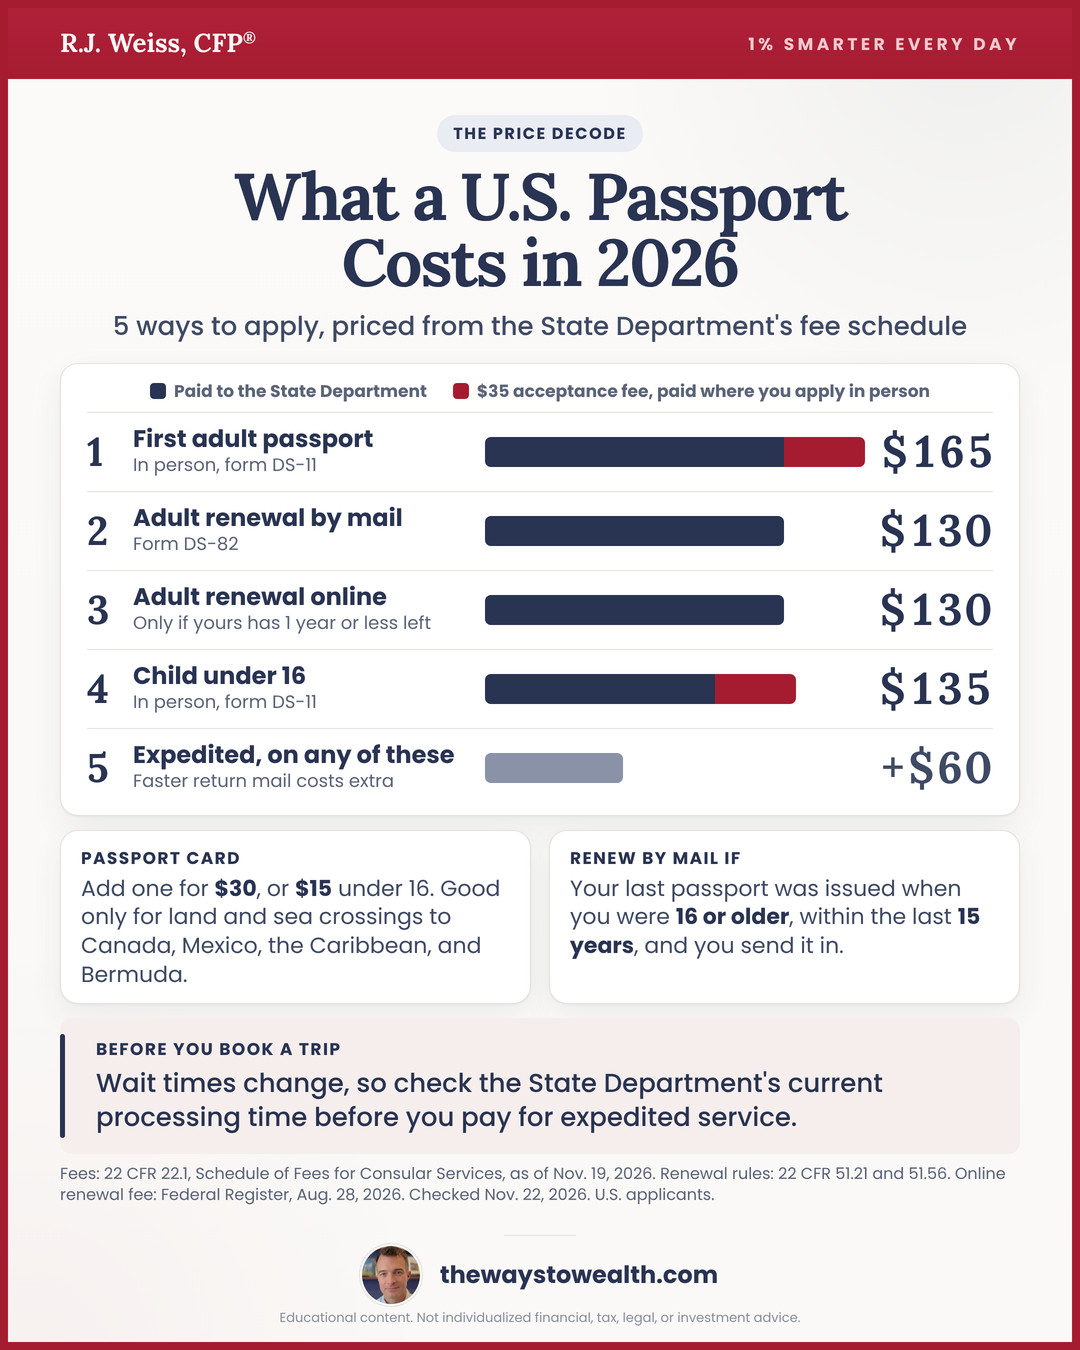 R.J. Weiss, CFP®
1% SMARTER EVERY DAY
THE PRICE DECODE
What a U.S. Passport
Costs in 2026
5 ways to apply, priced from the State Department's fee schedule
Paid to the State Department
$35 acceptance fee, paid where you apply in person
1
First adult passport
In person, form DS-11
$165
2
Adult renewal by mail
Form DS-82
$130
3
Adult renewal online
Only if yours has 1 year or less left
$130
4
Child under 16
In person, form DS-11
$135
5
Expedited, on any of these
Faster return mail costs extra
+$60
PASSPORT CARD
Add one for $30, or $15 under 16. Good
only for land and sea crossings to
Canada, Mexico, the Caribbean, and
Bermuda.
RENEW BY MAIL IF
Your last passport was issued when
you were 16 or older, within the last 15
years, and you send it in.
BEFORE YOU BOOK A TRIP
Wait times change, so check the State Department's current
processing time before you pay for expedited service.
Fees: 22 CFR 22.1, Schedule of Fees for Consular Services, as of Nov. 19, 2026. Renewal rules: 22 CFR 51.21 and 51.56. Online
renewal fee: Federal Register, Aug. 28, 2026. Checked Nov. 22, 2026. U.S. applicants.
thewaystowealth.com
Educational content. Not individualized financial, tax, legal, or investment advice.